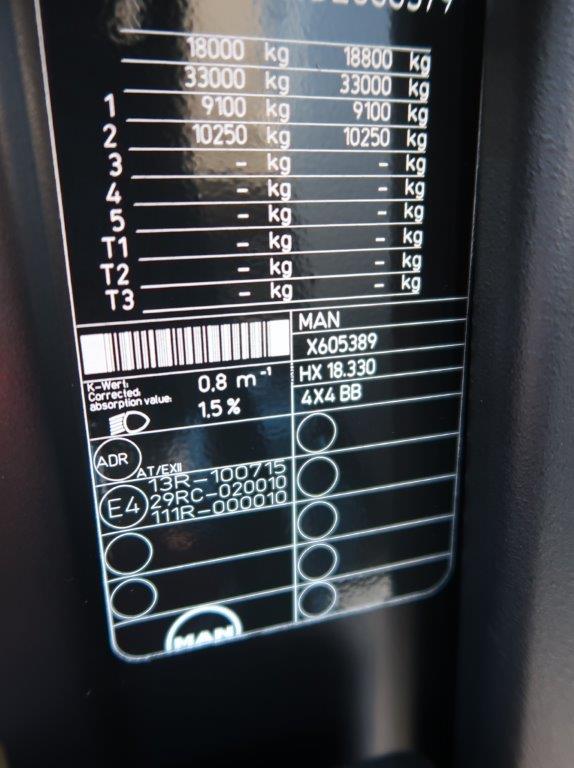 18000 kg 18800 kg
33000 kg 33000 kg
1 9100 kg 9100 kg
2 10250 kg 10250 kg
3 - kg - kg
4 - kg - kg
5 - kg - kg
T1 - kg - kg
T2 - kg - kg
T3 - kg - kg
MAN
X605389
HX 18.330
4X4 BB
K-Wert:
Corrected
absorption value:
0,8 m⁻¹
1.5 %
ADR AT/EXII
E4 13R-100715
29RC-020010
111R-000010
MAN